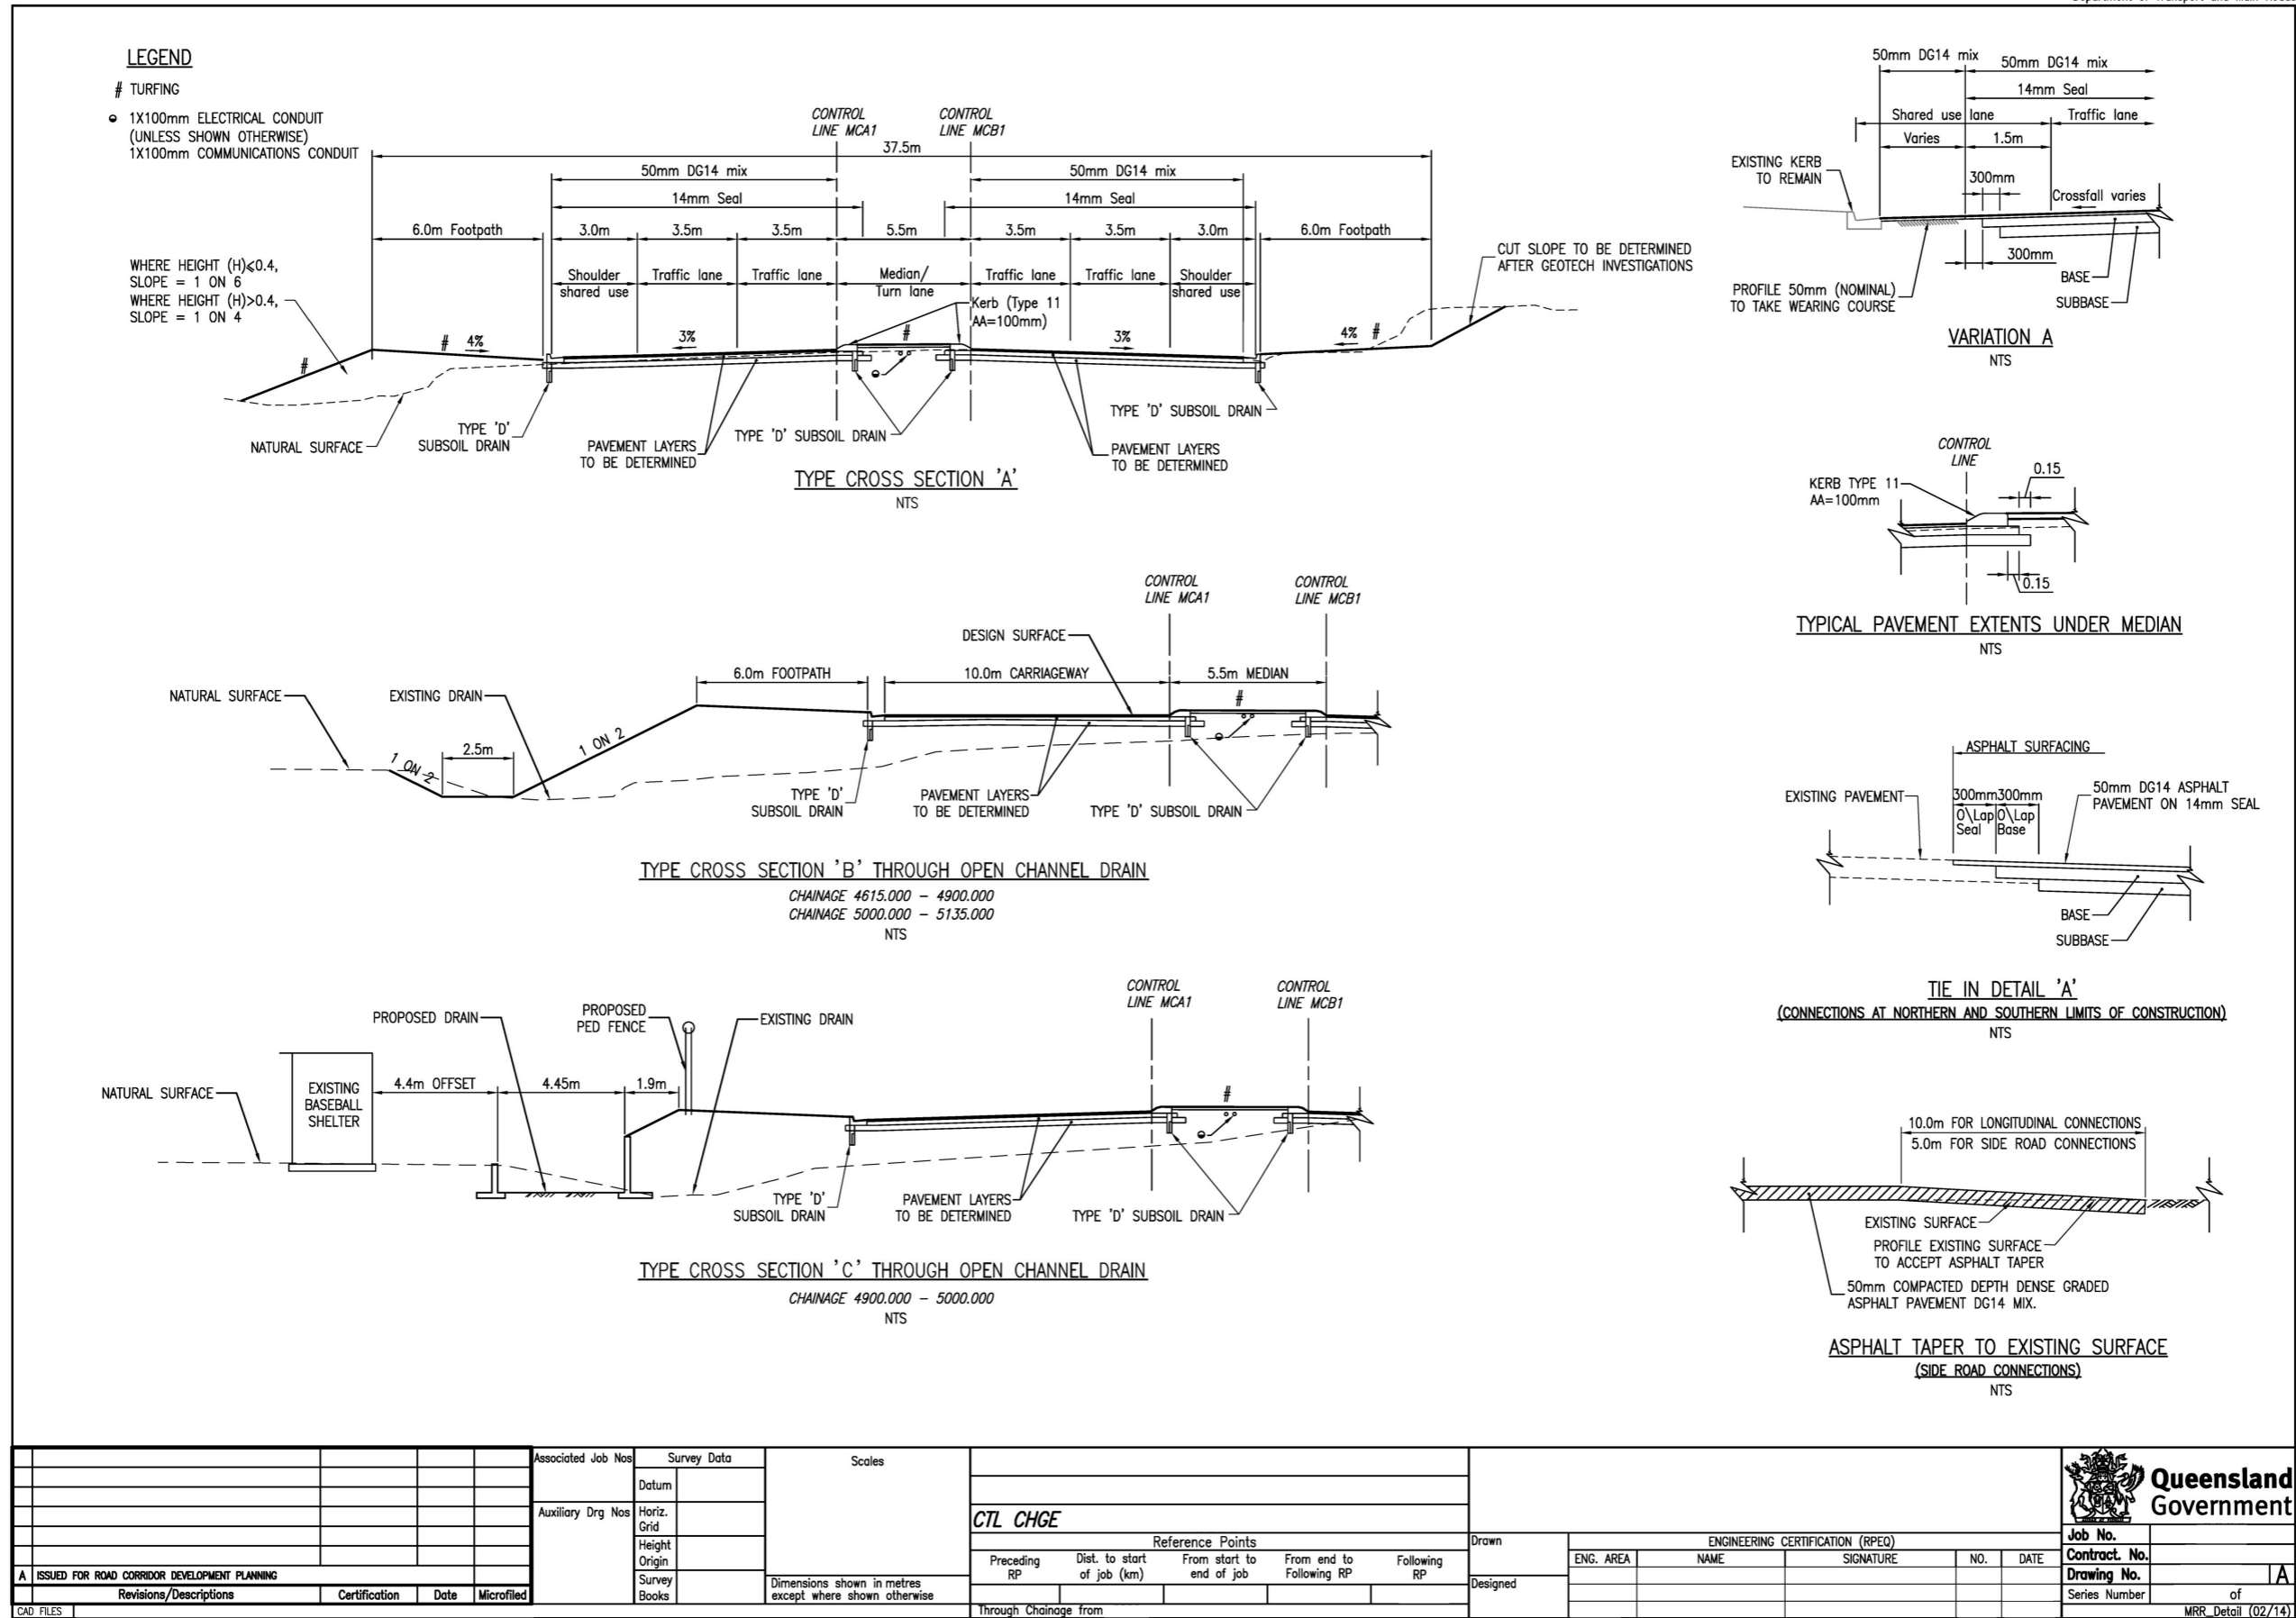 LEGEND
# TURFING
1X100mm ELECTRICAL CONDUIT
(UNLESS SHOWN OTHERWISE)
1X100mm COMMUNICATIONS CONDUIT
CONTROL
LINE MCA1
CONTROL
LINE MCB1
37.5m
50mm DG14 mix
50mm DG14 mix
14mm Seal
14mm Seal
6.0m Footpath
3.0m
3.5m
3.5m
5.5m
3.5m
3.5m
3.0m
6.0m Footpath
Shoulder
shared use
Traffic lane
Traffic lane
Median/
Turn lane
Traffic lane
Traffic lane
Shoulder
shared use
WHERE HEIGHT (H)≤0.4,
SLOPE = 1 ON 6
WHERE HEIGHT (H)>0.4,
SLOPE = 1 ON 4
CUT SLOPE TO BE DETERMINED
AFTER GEOTECH INVESTIGATIONS
Kerb (Type 11
AA=100mm)
#
# 4%
3%
#
3%
4% #
NATURAL SURFACE
TYPE 'D'
SUBSOIL DRAIN
PAVEMENT LAYERS
TO BE DETERMINED
TYPE 'D' SUBSOIL DRAIN
TYPE 'D' SUBSOIL DRAIN
PAVEMENT LAYERS
TO BE DETERMINED
TYPE CROSS SECTION 'A'
NTS
50mm DG14 mix
50mm DG14 mix
14mm Seal
Shared use lane
Traffic lane
Varies
1.5m
EXISTING KERB
TO REMAIN
300mm
Crossfall varies
300mm
BASE
SUBBASE
PROFILE 50mm (NOMINAL)
TO TAKE WEARING COURSE
VARIATION A
NTS
CONTROL
LINE
0.15
KERB TYPE 11
AA=100mm
0.15
TYPICAL PAVEMENT EXTENTS UNDER MEDIAN
NTS
CONTROL
LINE MCA1
CONTROL
LINE MCB1
DESIGN SURFACE
6.0m FOOTPATH
10.0m CARRIAGEWAY
5.5m MEDIAN
#
NATURAL SURFACE
EXISTING DRAIN
1 ON 2
2.5m
1 ON 2
TYPE 'D'
SUBSOIL DRAIN
PAVEMENT LAYERS
TO BE DETERMINED
TYPE 'D' SUBSOIL DRAIN
TYPE CROSS SECTION 'B' THROUGH OPEN CHANNEL DRAIN
CHAINAGE 4615.000 – 4900.000
CHAINAGE 5000.000 – 5135.000
NTS
ASPHALT SURFACING
EXISTING PAVEMENT
300mm
300mm
O\Lap
Seal
O\Lap
Base
50mm DG14 ASPHALT
PAVEMENT ON 14mm SEAL
BASE
SUBBASE
TIE IN DETAIL 'A'
(CONNECTIONS AT NORTHERN AND SOUTHERN LIMITS OF CONSTRUCTION)
NTS
CONTROL
LINE MCA1
CONTROL
LINE MCB1
PROPOSED DRAIN
PROPOSED
PED FENCE
EXISTING DRAIN
NATURAL SURFACE
EXISTING
BASEBALL
SHELTER
4.4m OFFSET
4.45m
1.9m
#
TYPE 'D'
SUBSOIL DRAIN
PAVEMENT LAYERS
TO BE DETERMINED
TYPE 'D' SUBSOIL DRAIN
TYPE CROSS SECTION 'C' THROUGH OPEN CHANNEL DRAIN
CHAINAGE 4900.000 – 5000.000
NTS
10.0m FOR LONGITUDINAL CONNECTIONS
5.0m FOR SIDE ROAD CONNECTIONS
EXISTING SURFACE
PROFILE EXISTING SURFACE
TO ACCEPT ASPHALT TAPER
50mm COMPACTED DEPTH DENSE GRADED
ASPHALT PAVEMENT DG14 MIX.
ASPHALT TAPER TO EXISTING SURFACE
(SIDE ROAD CONNECTIONS)
NTS
A ISSUED FOR ROAD CORRIDOR DEVELOPMENT PLANNING
Revisions/Descriptions
Certification
Date
Microfiled
CAD FILES
Associated Job Nos
Auxiliary Drg Nos
Survey Data
Datum
Horiz.
Grid
Height
Origin
Survey
Books
Scales
Dimensions shown in metres
except where shown otherwise
CTL CHGE
Reference Points
Preceding
RP
Dist. to start
of job (km)
From start to
end of job
From end to
Following RP
Following
RP
Through Chainage from
Drawn
Designed
ENGINEERING CERTIFICATION (RPEQ)
ENG. AREA
NAME
SIGNATURE
NO.
DATE
Queensland
Government
Job No.
Contract. No.
Drawing No.
A
Series Number
of
MRR_Detail (02/14)